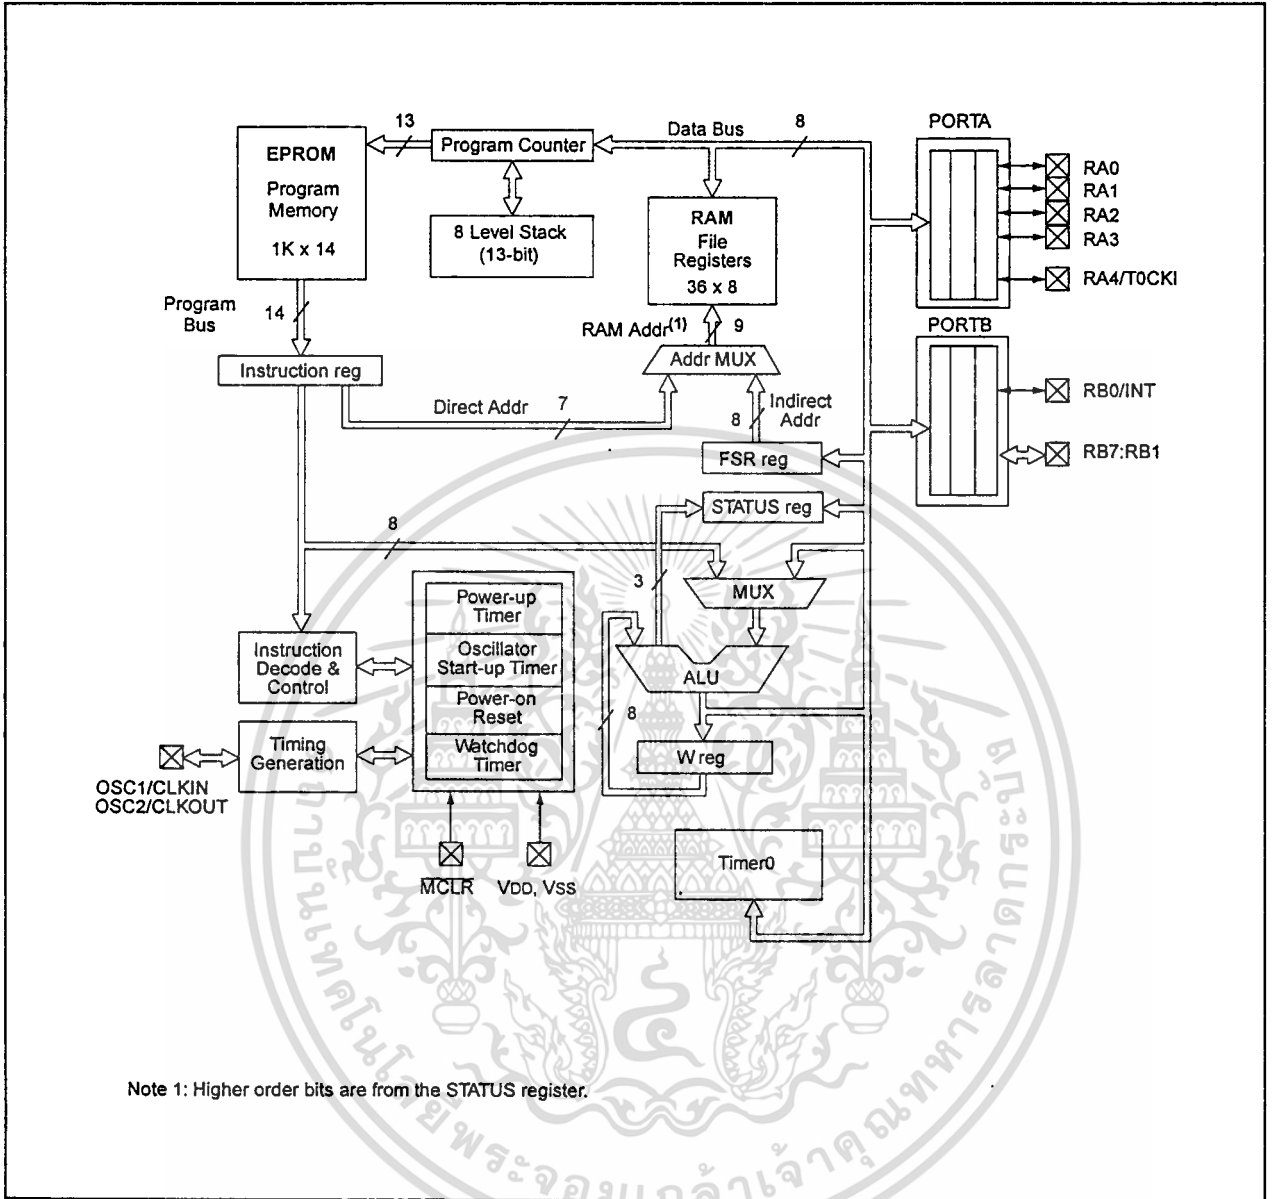 EPROM
Program
Memory
1K x 14
13
Program Counter
8 Level Stack
(13-bit)
Data Bus
8
RAM
File
Registers
36 x 8
PORTA
RA0
RA1
RA2
RA3
RA4/T0CKI
Program
Bus
14
RAM Addr(1)
9
PORTB
Instruction reg
Addr MUX
Direct Addr
7
8
Indirect
Addr
RB0/INT
RB7:RB1
FSR reg
STATUS reg
8
3
MUX
Power-up
Timer
Oscillator
Start-up Timer
Power-on
Reset
Watchdog
Timer
Instruction
Decode &
Control
ALU
8
W reg
Timing
Generation
OSC1/CLKIN
OSC2/CLKOUT
MCLR
VDD, VSS
Timer0
Note 1: Higher order bits are from the STATUS register.